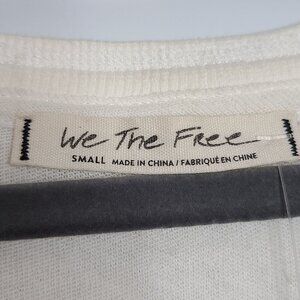 We The Free
SMALL MADE IN CHINA / FABRIQUÉ EN CHINE